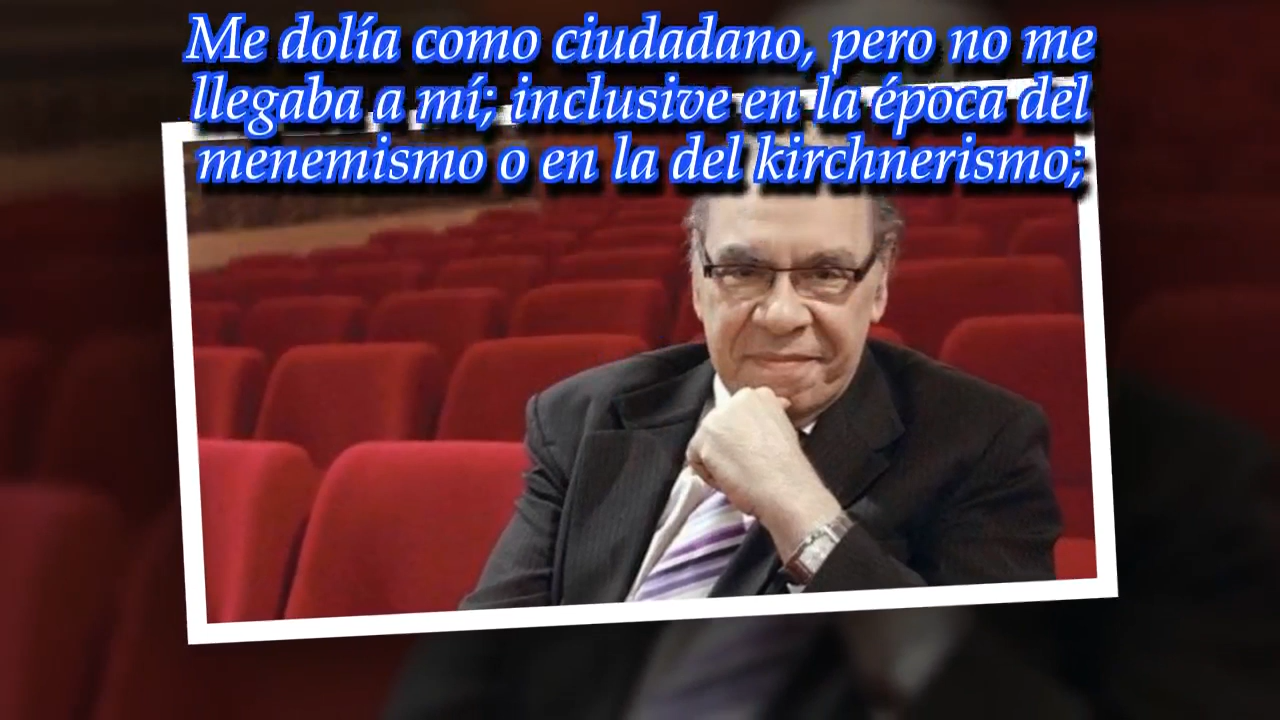 Me dolía como ciudadano, pero no me
llegaba a mí; inclusive en la época del
menemismo o en la del kirchnerismo;